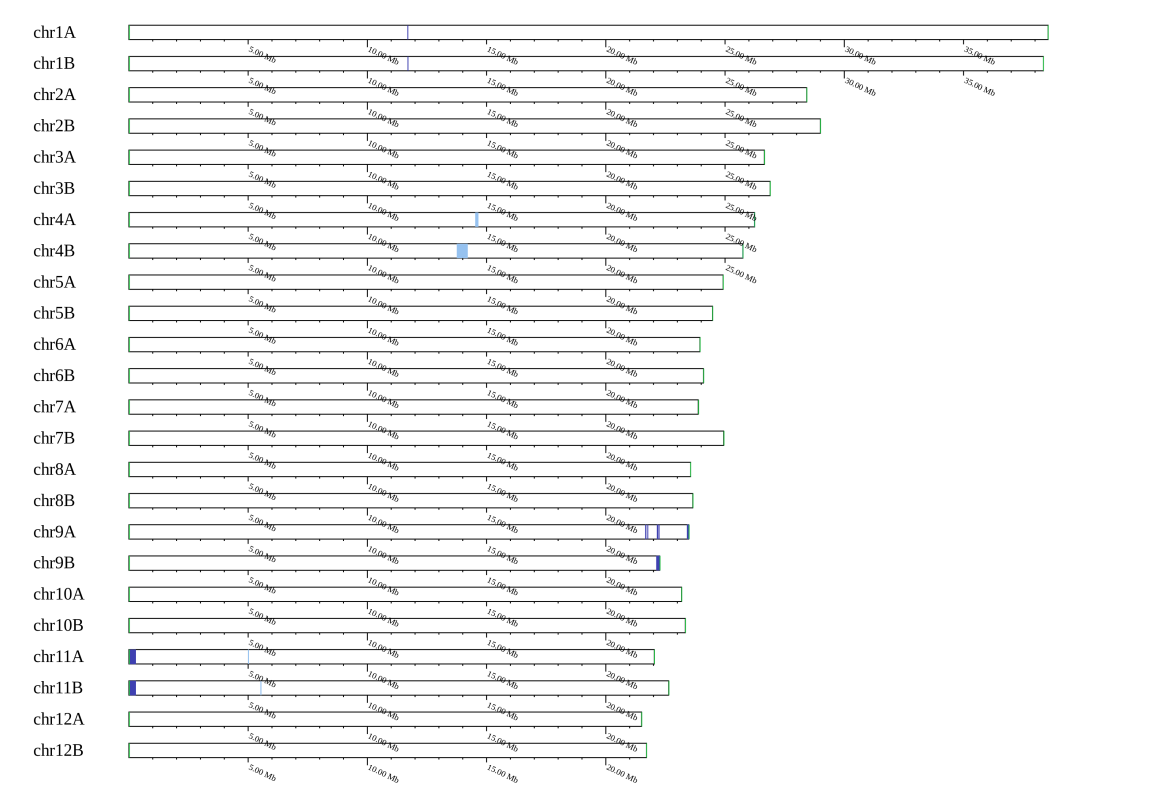 chr1A
5.00 Mb 10.00 Mb 15.00 Mb 20.00 Mb 25.00 Mb 30.00 Mb 35.00 Mb
chr1B
5.00 Mb 10.00 Mb 15.00 Mb 20.00 Mb 25.00 Mb 30.00 Mb 35.00 Mb
chr2A
5.00 Mb 10.00 Mb 15.00 Mb 20.00 Mb 25.00 Mb
chr2B
5.00 Mb 10.00 Mb 15.00 Mb 20.00 Mb 25.00 Mb
chr3A
5.00 Mb 10.00 Mb 15.00 Mb 20.00 Mb 25.00 Mb
chr3B
5.00 Mb 10.00 Mb 15.00 Mb 20.00 Mb 25.00 Mb
chr4A
5.00 Mb 10.00 Mb 15.00 Mb 20.00 Mb 25.00 Mb
chr4B
5.00 Mb 10.00 Mb 15.00 Mb 20.00 Mb 25.00 Mb
chr5A
5.00 Mb 10.00 Mb 15.00 Mb 20.00 Mb
chr5B
5.00 Mb 10.00 Mb 15.00 Mb 20.00 Mb
chr6A
5.00 Mb 10.00 Mb 15.00 Mb 20.00 Mb
chr6B
5.00 Mb 10.00 Mb 15.00 Mb 20.00 Mb
chr7A
5.00 Mb 10.00 Mb 15.00 Mb 20.00 Mb
chr7B
5.00 Mb 10.00 Mb 15.00 Mb 20.00 Mb
chr8A
5.00 Mb 10.00 Mb 15.00 Mb 20.00 Mb
chr8B
5.00 Mb 10.00 Mb 15.00 Mb 20.00 Mb
chr9A
5.00 Mb 10.00 Mb 15.00 Mb 20.00 Mb
chr9B
5.00 Mb 10.00 Mb 15.00 Mb 20.00 Mb
chr10A
5.00 Mb 10.00 Mb 15.00 Mb 20.00 Mb
chr10B
5.00 Mb 10.00 Mb 15.00 Mb 20.00 Mb
chr11A
5.00 Mb 10.00 Mb 15.00 Mb 20.00 Mb
chr11B
5.00 Mb 10.00 Mb 15.00 Mb 20.00 Mb
chr12A
5.00 Mb 10.00 Mb 15.00 Mb 20.00 Mb
chr12B
5.00 Mb 10.00 Mb 15.00 Mb 20.00 Mb